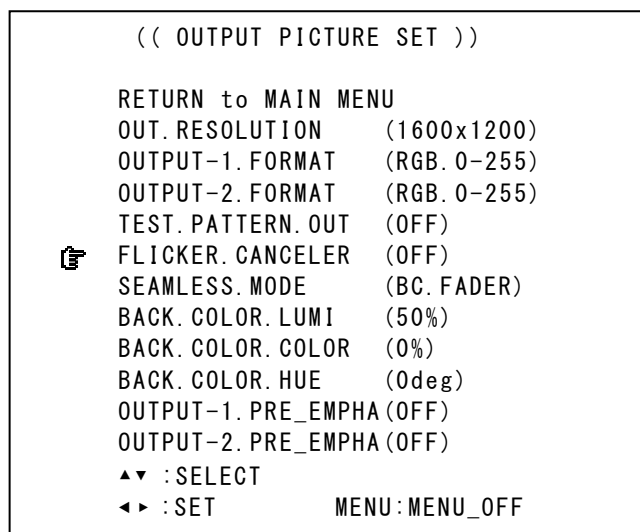 (( OUTPUT PICTURE SET ))
RETURN to MAIN MENU
OUT.RESOLUTION (1600x1200)
OUTPUT-1.FORMAT (RGB.0-255)
OUTPUT-2.FORMAT (RGB.0-255)
TEST.PATTERN.OUT (OFF)
☞ FLICKER.CANCELER (OFF)
SEAMLESS.MODE (BC.FADER)
BACK.COLOR.LUMI (50%)
BACK.COLOR.COLOR (0%)
BACK.COLOR.HUE (0deg)
OUTPUT-1.PRE_EMPHA(OFF)
OUTPUT-2.PRE_EMPHA(OFF)
▲▼ :SELECT
◄► :SET MENU:MENU_OFF